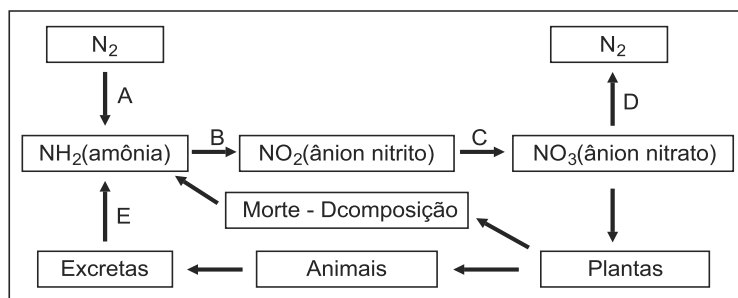 N₂ N₂
A D
NH₂(amônia) B NO₂(ânion nitrito) C NO₃(ânion nitrato)
E Morte - Dcomposição
Excretas Animais Plantas